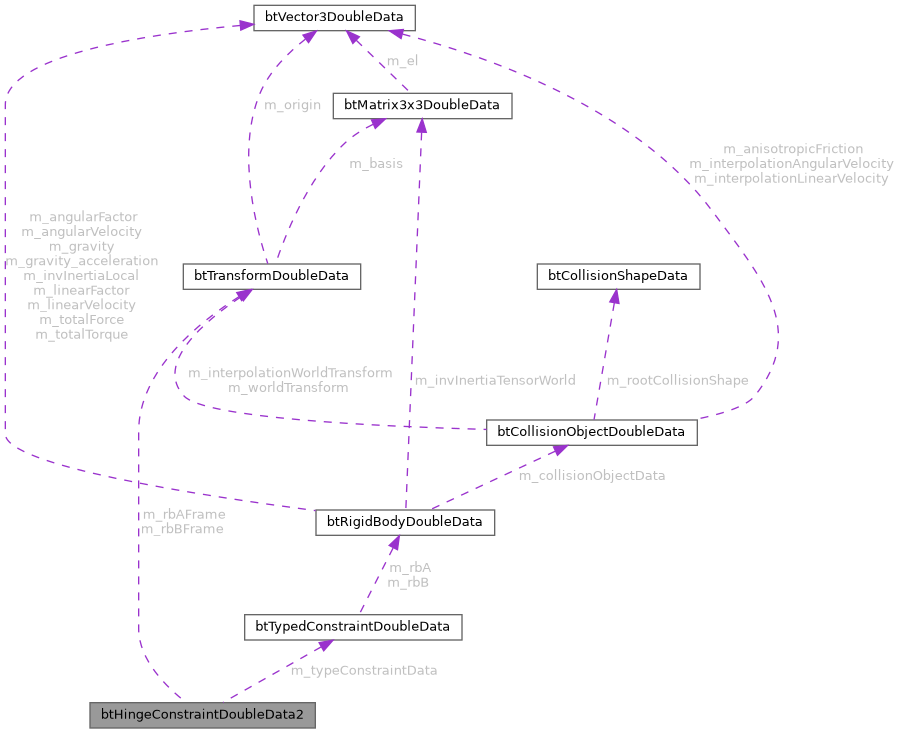 btVector3DoubleData
m_el
btMatrix3x3DoubleData
m_origin
m_basis
m_anisotropicFriction
m_interpolationAngularVelocity
m_interpolationLinearVelocity
m_angularFactor
m_angularVelocity
m_gravity
m_gravity_acceleration
m_invInertiaLocal
m_linearFactor
m_linearVelocity
m_totalForce
m_totalTorque
btTransformDoubleData
btCollisionShapeData
m_interpolationWorldTransform
m_worldTransform
m_invInertiaTensorWorld
m_rootCollisionShape
btCollisionObjectDoubleData
m_collisionObjectData
m_rbAFrame
m_rbBFrame
btRigidBodyDoubleData
m_rbA
m_rbB
btTypedConstraintDoubleData
m_typeConstraintData
btHingeConstraintDoubleData2